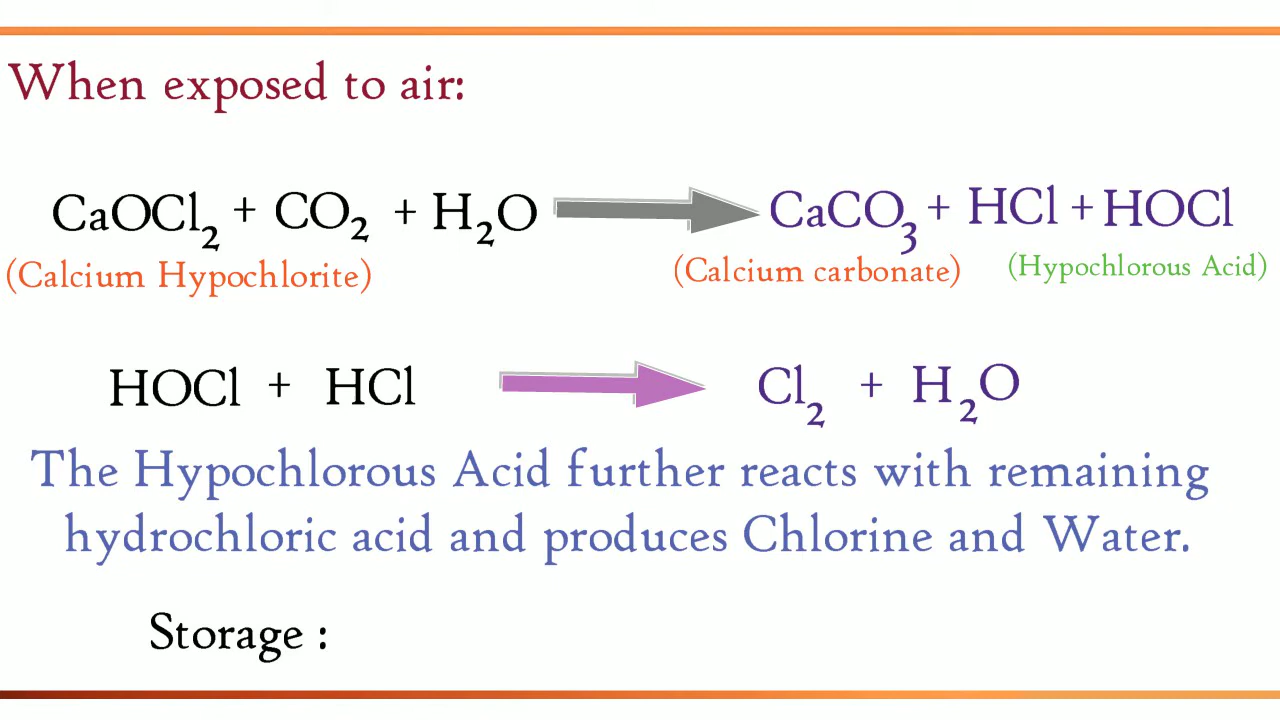 When exposed to air:
CaOCl₂ + CO₂ + H₂O → CaCO₃ + HCl + HOCl
(Calcium Hypochlorite) (Calcium carbonate) (Hypochlorous Acid)
HOCl + HCl → Cl₂ + H₂O
The Hypochlorous Acid further reacts with remaining
hydrochloric acid and produces Chlorine and Water.
Storage :